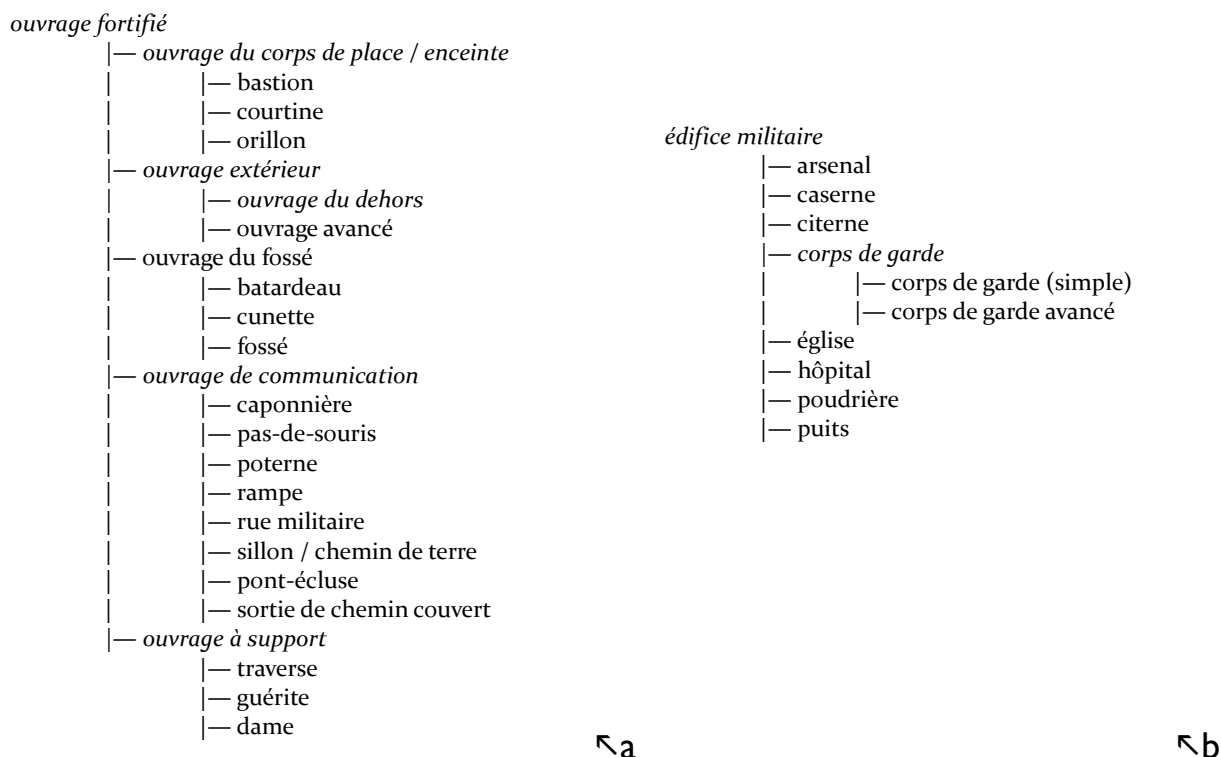 ouvrage fortifié
|— ouvrage du corps de place / enceinte
| |— bastion
| |— courtine
| |— orillon
|— ouvrage extérieur
| |— ouvrage du dehors
| |— ouvrage avancé
|— ouvrage du fossé
| |— batardeau
| |— cunette
| |— fossé
|— ouvrage de communication
| |— caponnière
| |— pas-de-souris
| |— poterne
| |— rampe
| |— rue militaire
| |— sillon / chemin de terre
| |— pont-écluse
| |— sortie de chemin couvert
|— ouvrage à support
|— traverse
|— guérite
|— dame
↖a
édifice militaire
|— arsenal
|— caserne
|— citerne
|— corps de garde
| |— corps de garde (simple)
| |— corps de garde avancé
|— église
|— hôpital
|— poudrière
|— puits
↖b